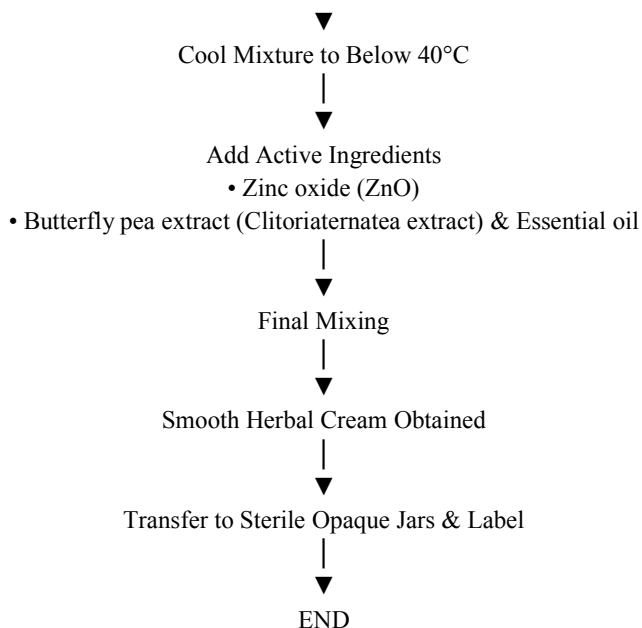 Cool Mixture to Below 40°C
Add Active Ingredients
• Zinc oxide (ZnO)
• Butterfly pea extract (Clitoriaternatea extract) & Essential oil
Final Mixing
Smooth Herbal Cream Obtained
Transfer to Sterile Opaque Jars & Label
END